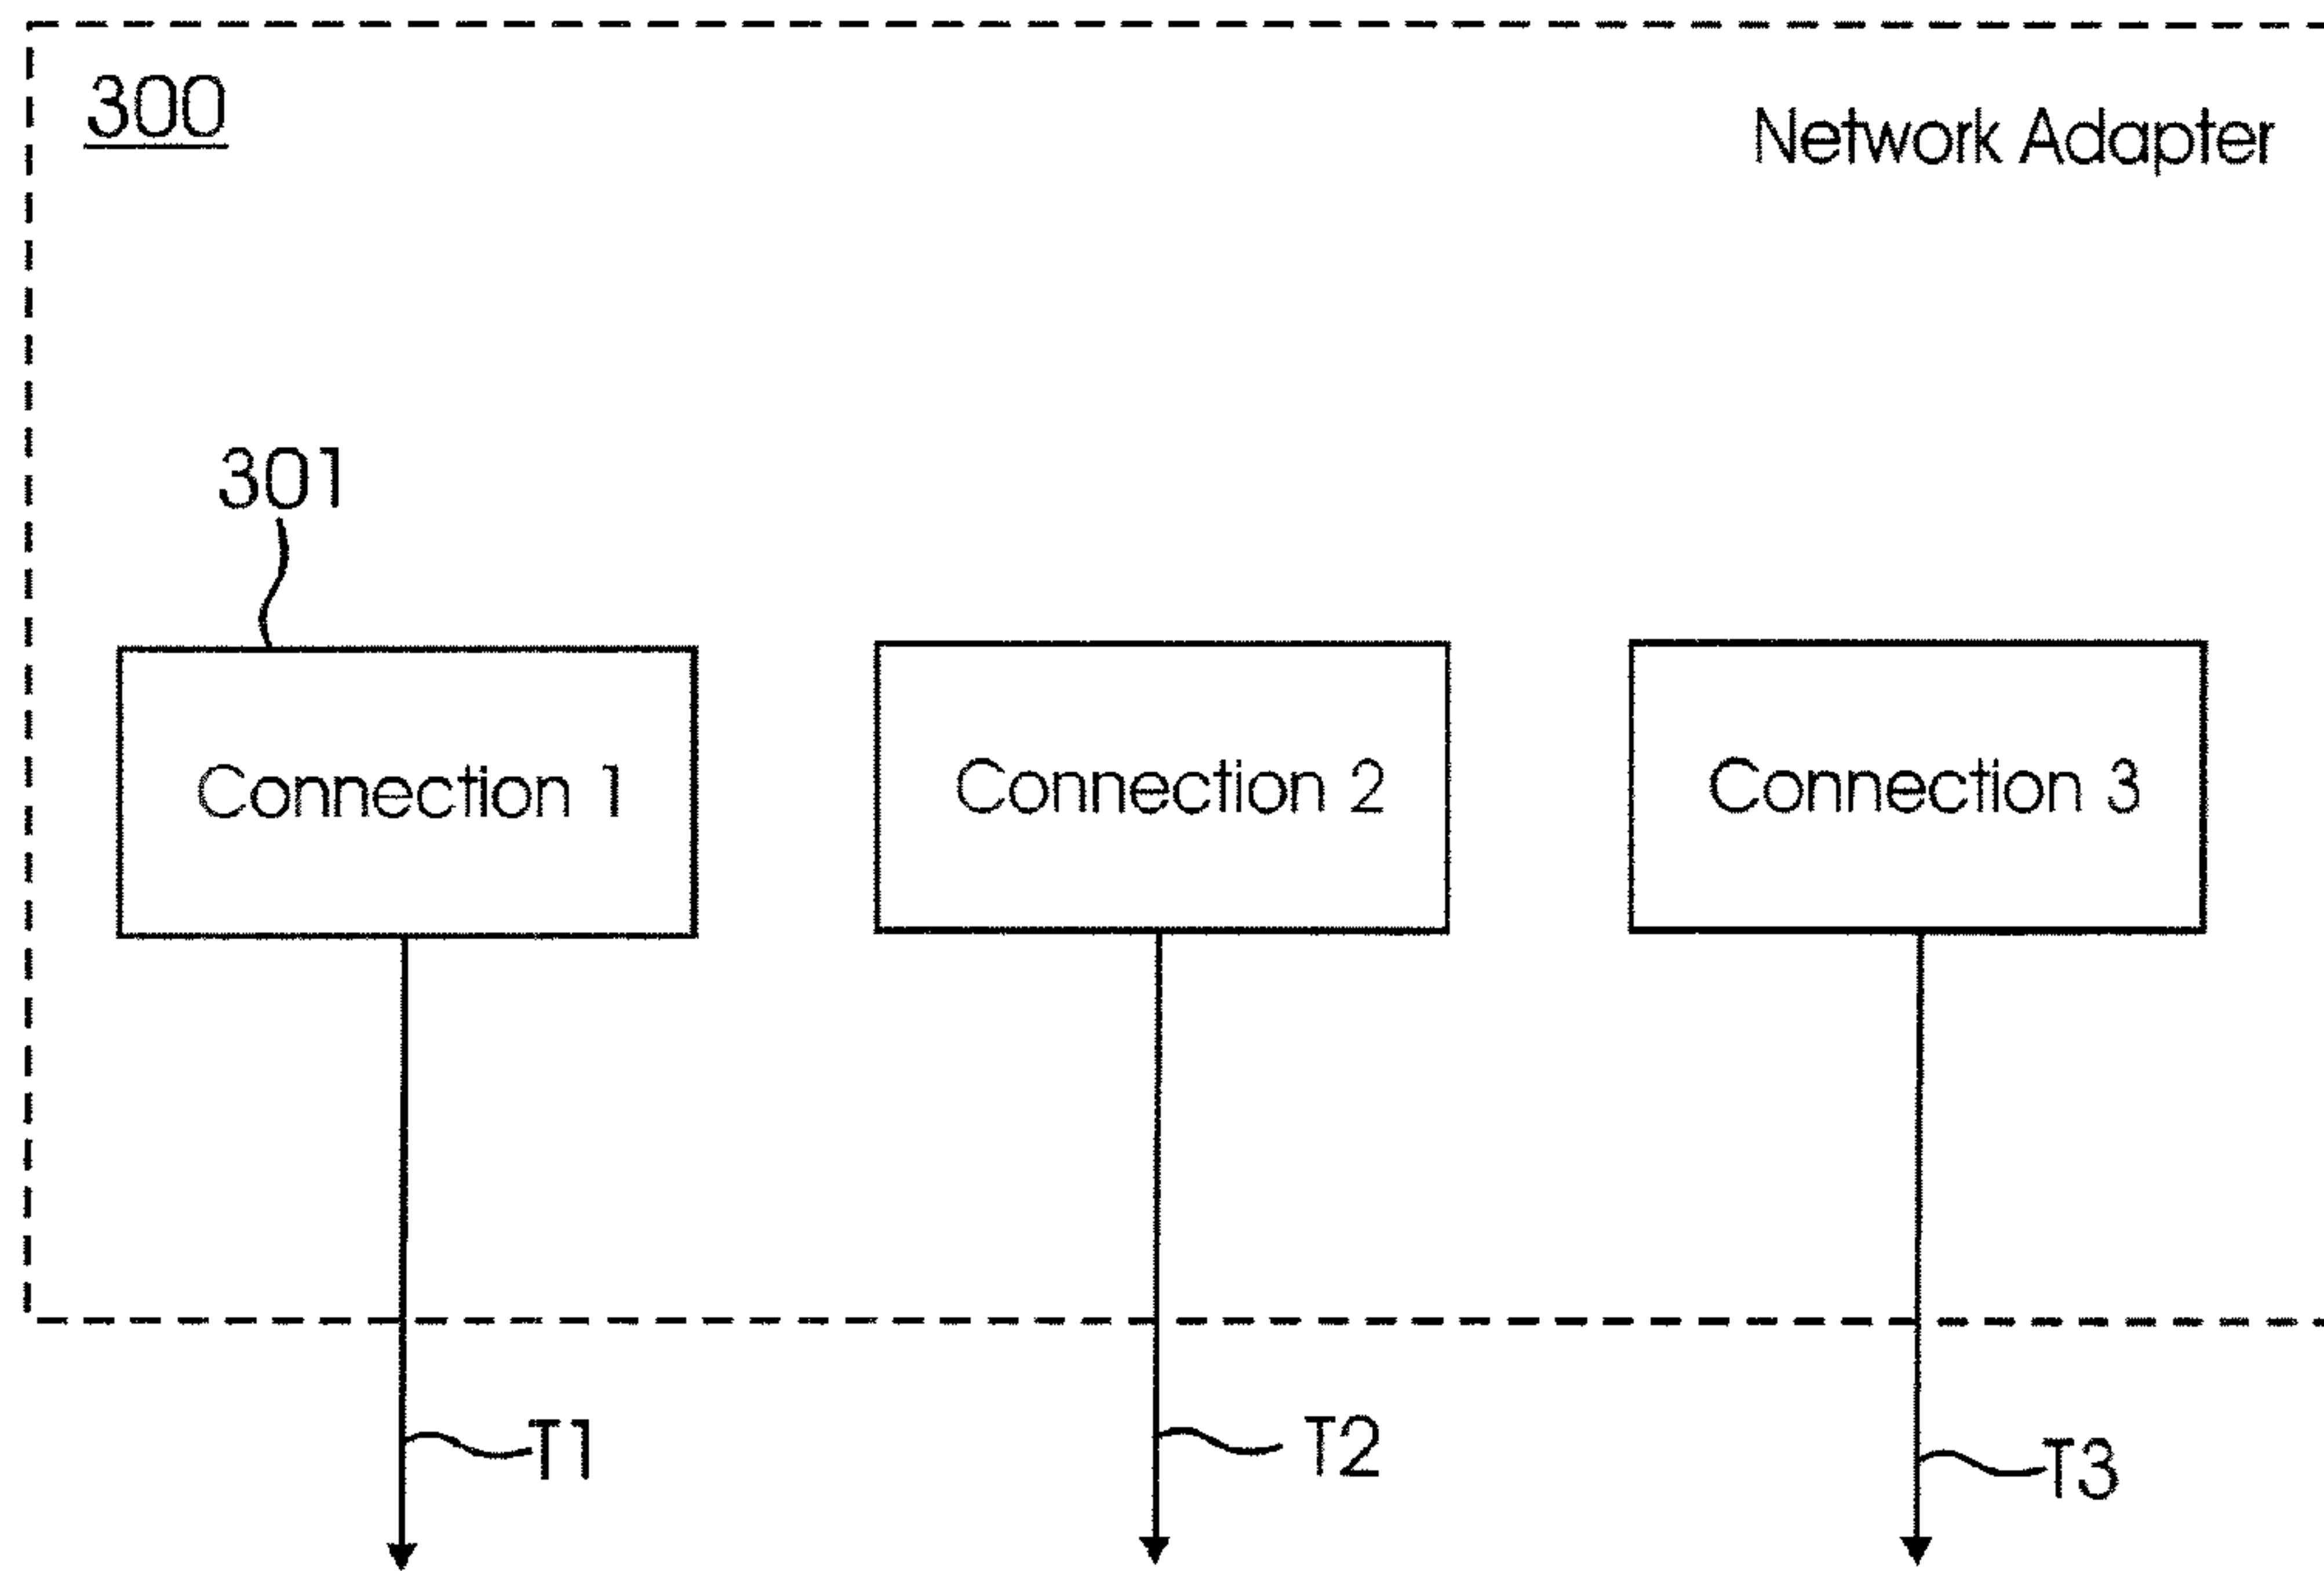 300
Network Adapter
301
Connection 1
Connection 2
Connection 3
T1
T2
T3